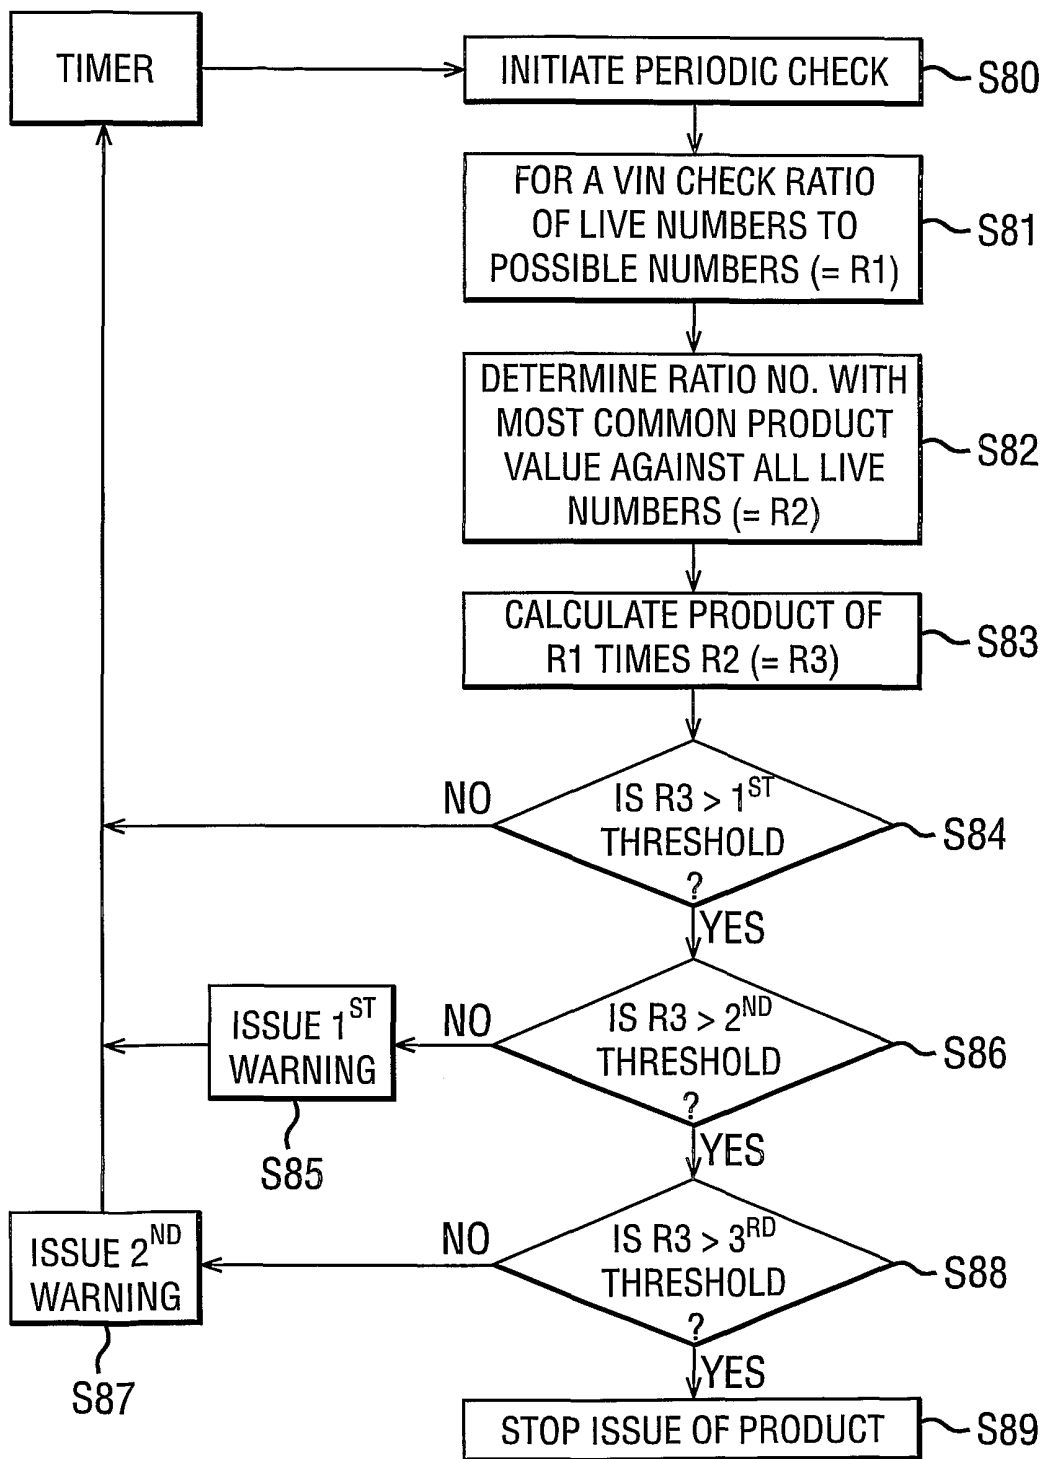 TIMER
INITIATE PERIODIC CHECK
S80
FOR A VIN CHECK RATIO
OF LIVE NUMBERS TO
POSSIBLE NUMBERS (= R1)
S81
DETERMINE RATIO NO. WITH
MOST COMMON PRODUCT
VALUE AGAINST ALL LIVE
NUMBERS (= R2)
S82
CALCULATE PRODUCT OF
R1 TIMES R2 (= R3)
S83
IS R3 > 1ST
THRESHOLD
?
S84
NO
YES
IS R3 > 2ND
THRESHOLD
?
S86
NO
ISSUE 1ST
WARNING
S85
YES
IS R3 > 3RD
THRESHOLD
?
S88
NO
ISSUE 2ND
WARNING
S87
YES
STOP ISSUE OF PRODUCT
S89